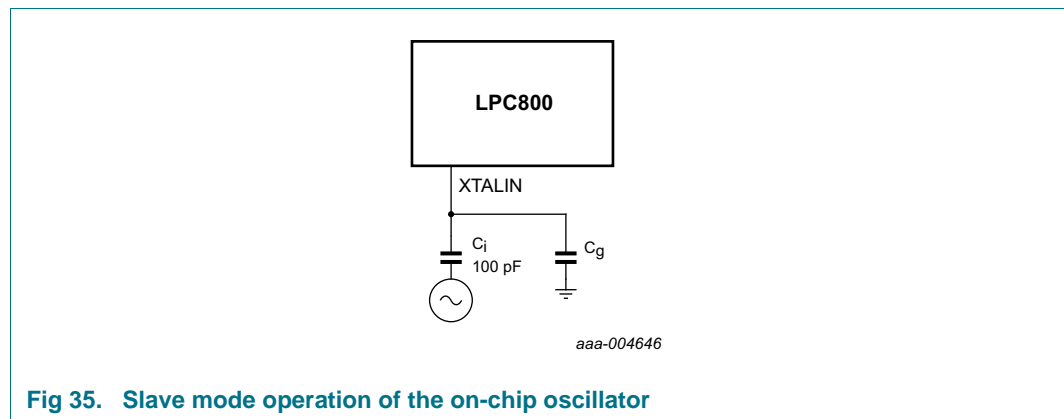 LPC800
XTALIN
Ci
100 pF
Cg
aaa-004646
Fig 35. Slave mode operation of the on-chip oscillator